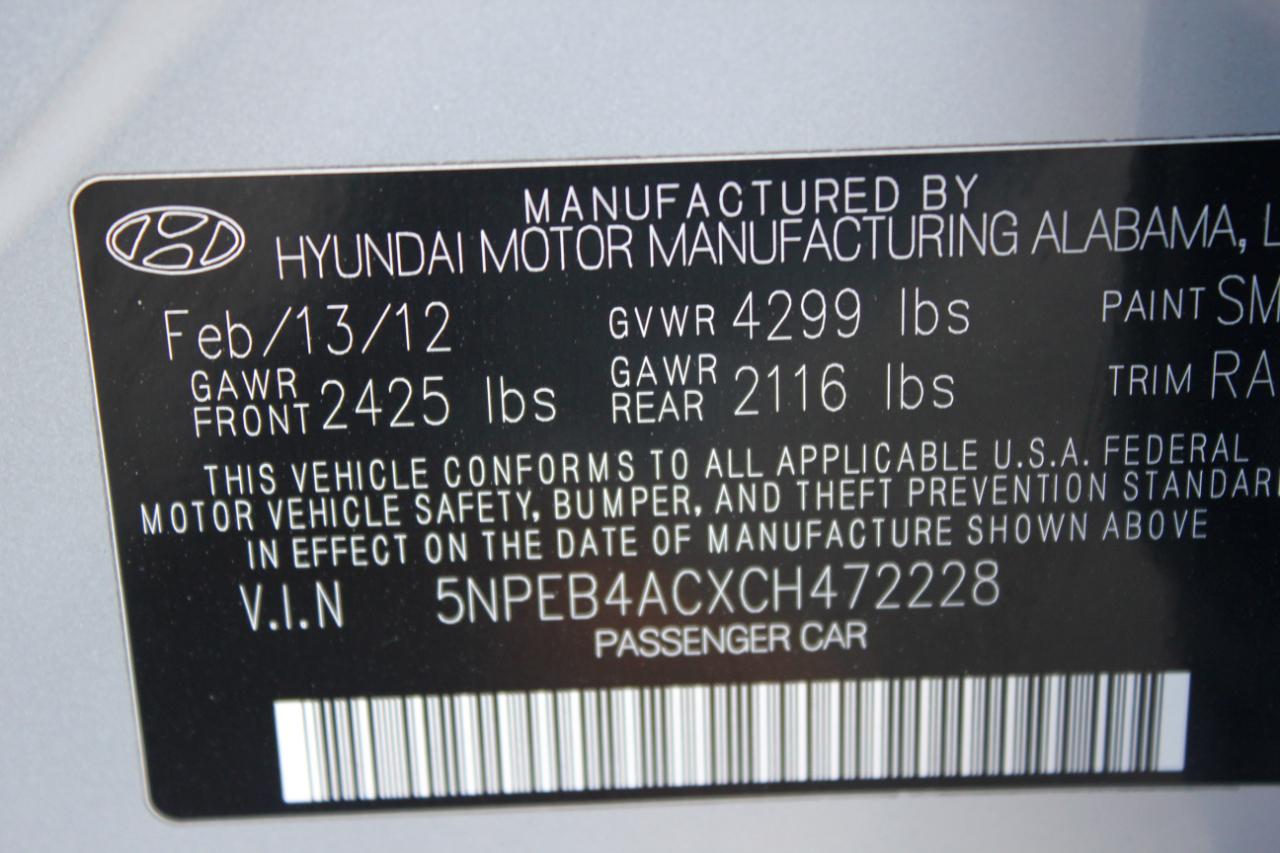 MANUFACTURED BY
HYUNDAI MOTOR MANUFACTURING ALABAMA, L
Feb/13/12 GVWR 4299 lbs PAINT SM
GAWR FRONT 2425 lbs GAWR REAR 2116 lbs TRIM RA
THIS VEHICLE CONFORMS TO ALL APPLICABLE U.S.A. FEDERAL
MOTOR VEHICLE SAFETY, BUMPER, AND THEFT PREVENTION STANDAR
IN EFFECT ON THE DATE OF MANUFACTURE SHOWN ABOVE
V.I.N 5NPEB4ACXCH472228
PASSENGER CAR